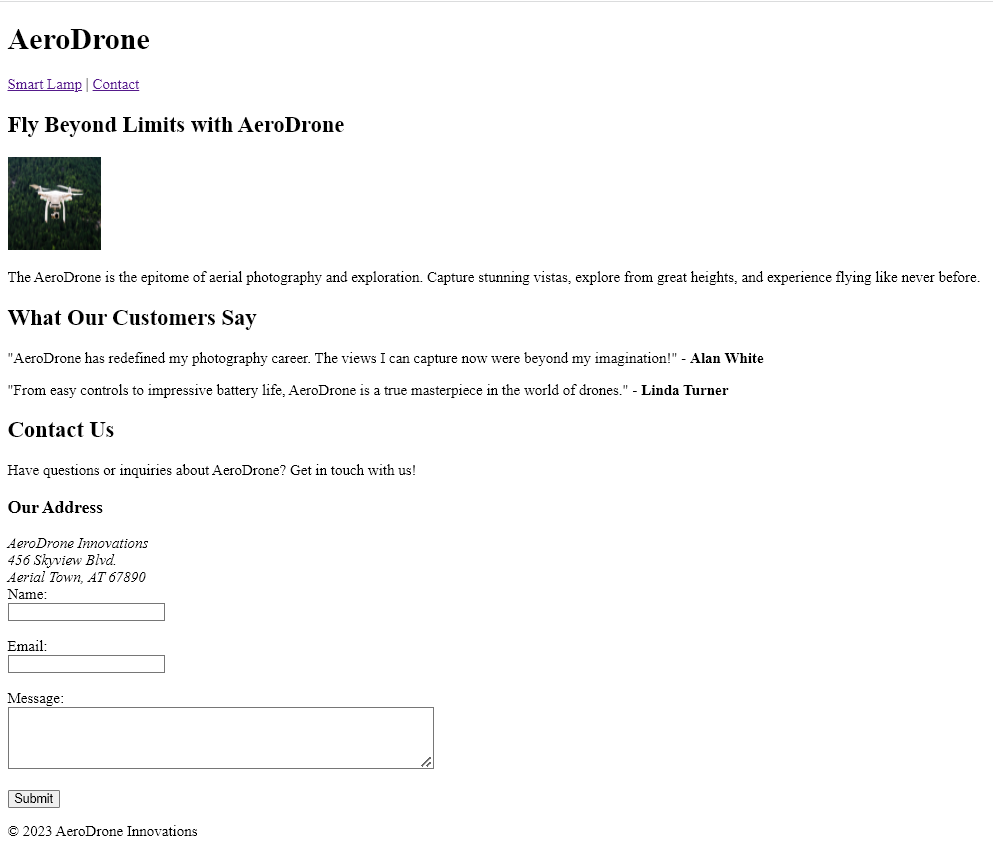 AeroDrone
Smart Lamp | Contact
Fly Beyond Limits with AeroDrone
The AeroDrone is the epitome of aerial photography and exploration. Capture stunning vistas, explore from great heights, and experience flying like never before.
What Our Customers Say
"AeroDrone has redefined my photography career. The views I can capture now were beyond my imagination!" - Alan White
"From easy controls to impressive battery life, AeroDrone is a true masterpiece in the world of drones." - Linda Turner
Contact Us
Have questions or inquiries about AeroDrone? Get in touch with us!
Our Address
AeroDrone Innovations
456 Skyview Blvd.
Aerial Town, AT 67890
Name:
Email:
Message:
Submit
© 2023 AeroDrone Innovations